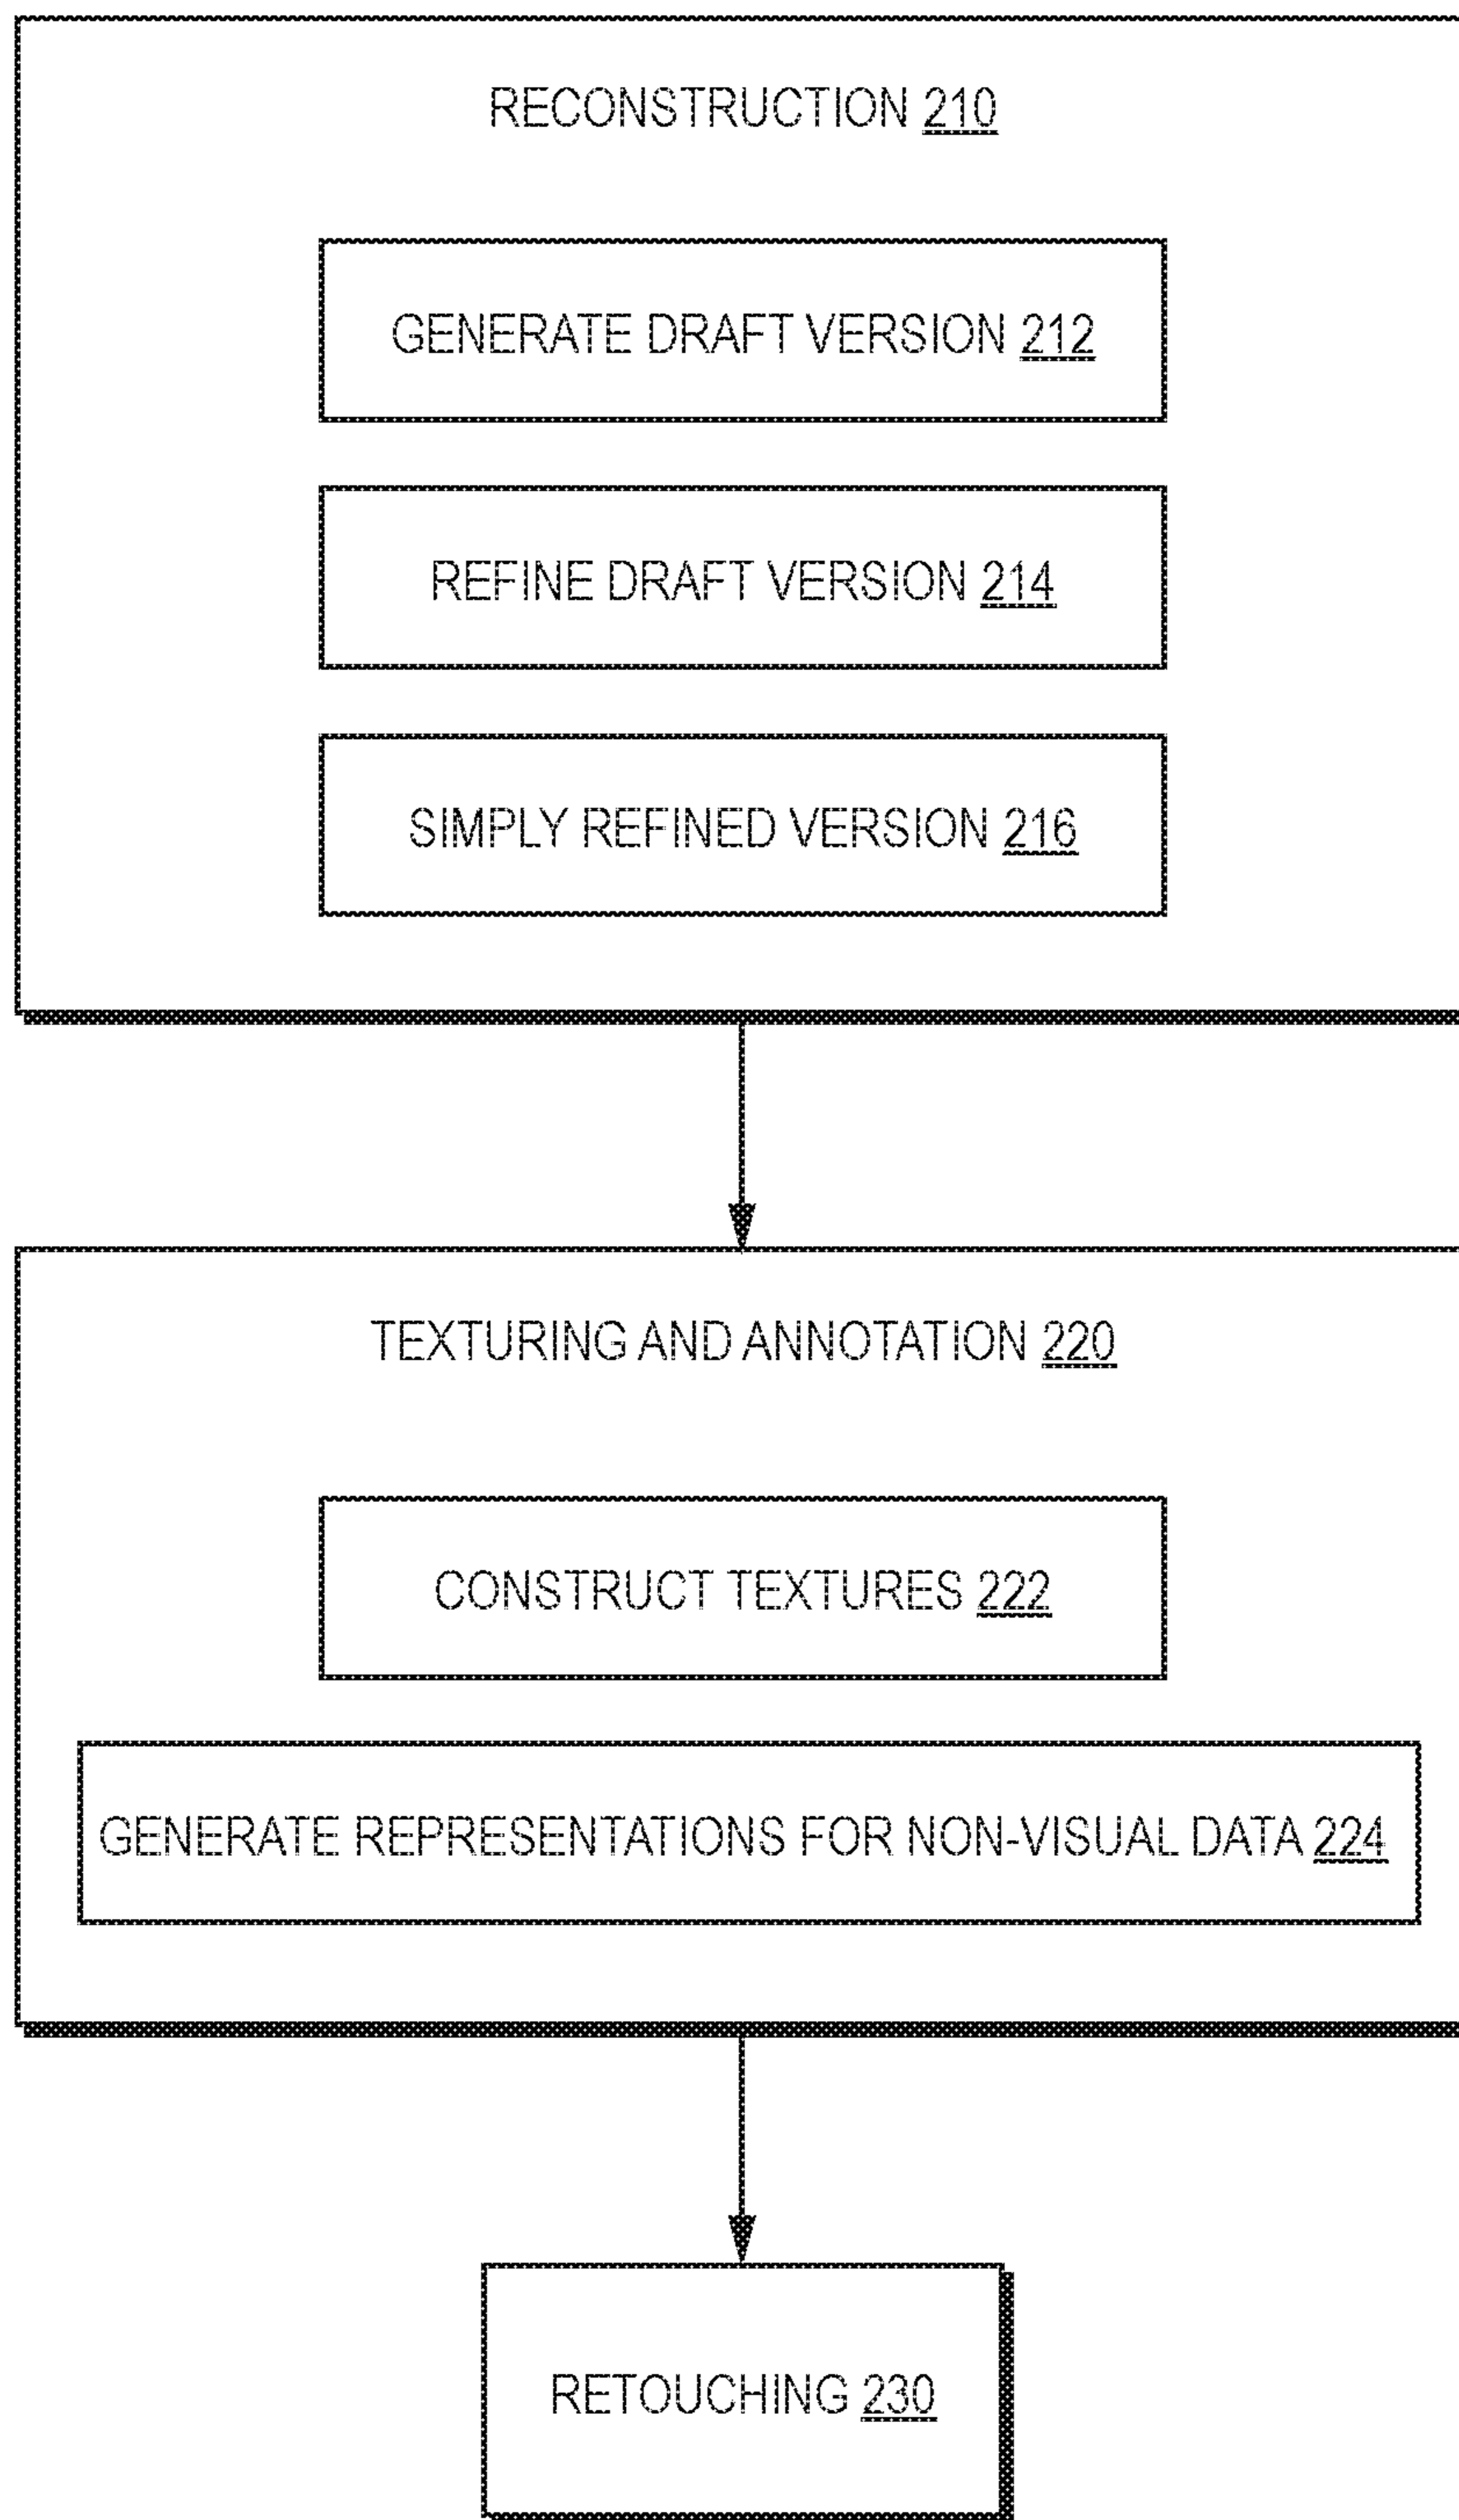 RECONSTRUCTION 210
GENERATE DRAFT VERSION 212
REFINE DRAFT VERSION 214
SIMPLY REFINED VERSION 216
TEXTURING AND ANNOTATION 220
CONSTRUCT TEXTURES 222
GENERATE REPRESENTATIONS FOR NON-VISUAL DATA 224
RETOUCHING 230